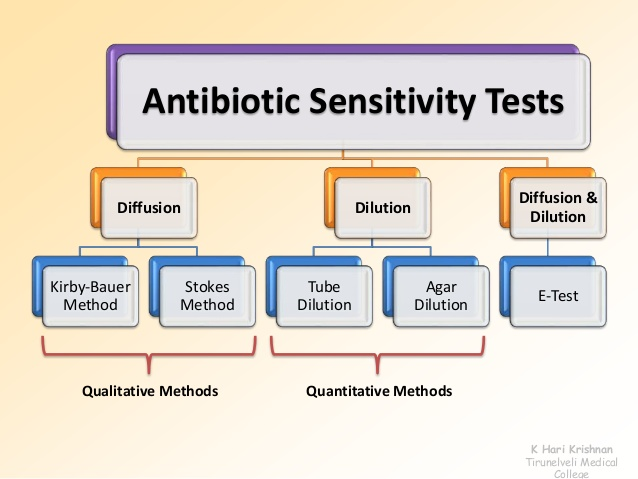 Antibiotic Sensitivity Tests
Diffusion
Dilution
Diffusion &
Dilution
Kirby-Bauer
Method
Stokes
Method
Tube
Dilution
Agar
Dilution
E-Test
Qualitative Methods
Quantitative Methods
K Hari Krishnan
Tirunelveli Medical
College